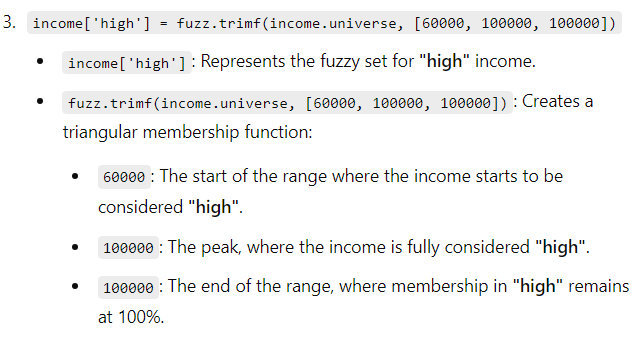 3. income['high'] = fuzz.trimf(income.universe, [60000, 100000, 100000])
• income['high']: Represents the fuzzy set for "high" income.
• fuzz.trimf(income.universe, [60000, 100000, 100000]): Creates a
triangular membership function:
• 60000: The start of the range where the income starts to be
considered "high".
• 100000: The peak, where the income is fully considered "high".
• 100000: The end of the range, where membership in "high" remains
at 100%.